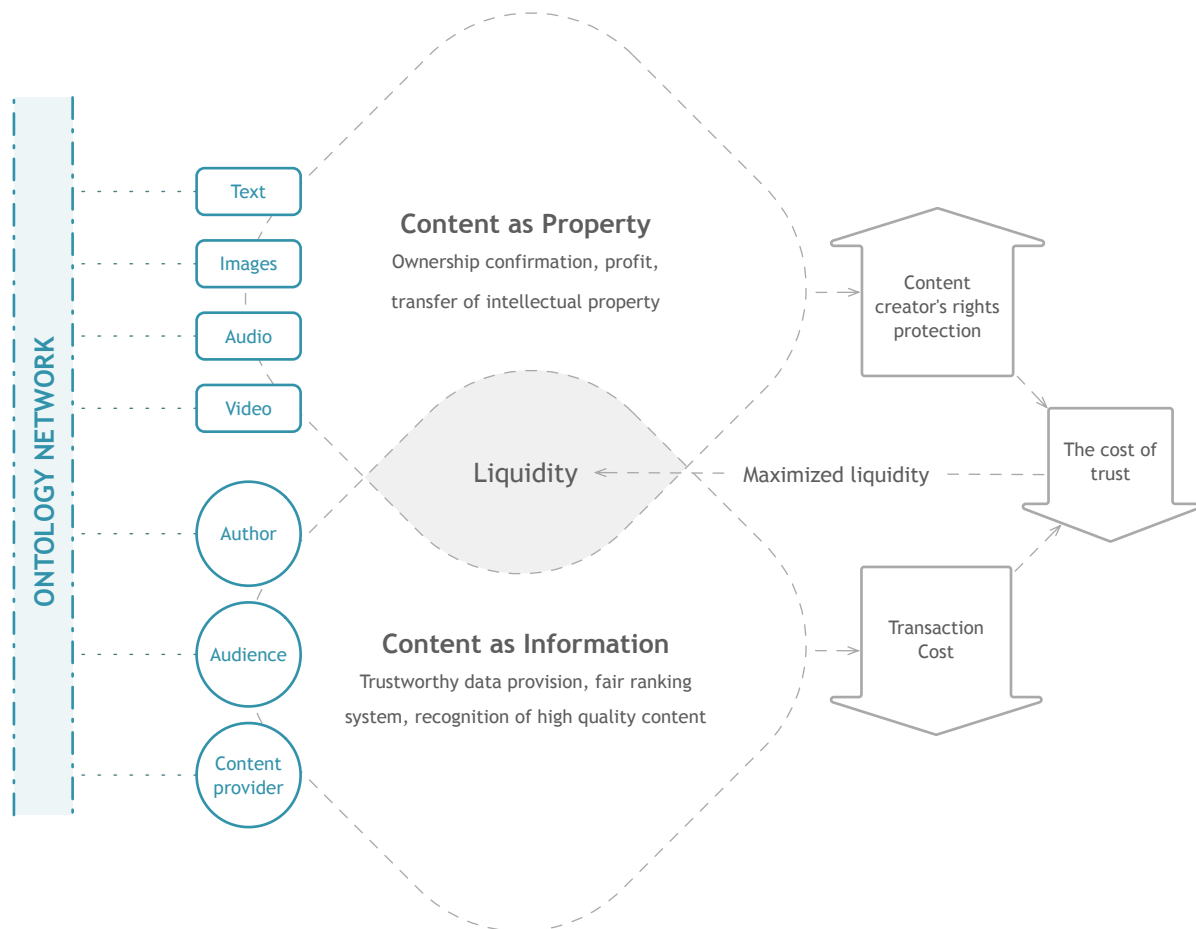 ONTOLOGY NETWORK
Text
Images
Audio
Video
Author
Audience
Content
provider
Content as Property
Ownership confirmation, profit,
transfer of intellectual property
Liquidity
Maximized liquidity
Content as Information
Trustworthy data provision, fair ranking
system, recognition of high quality content
Content
creator's rights
protection
The cost of
trust
Transaction
Cost